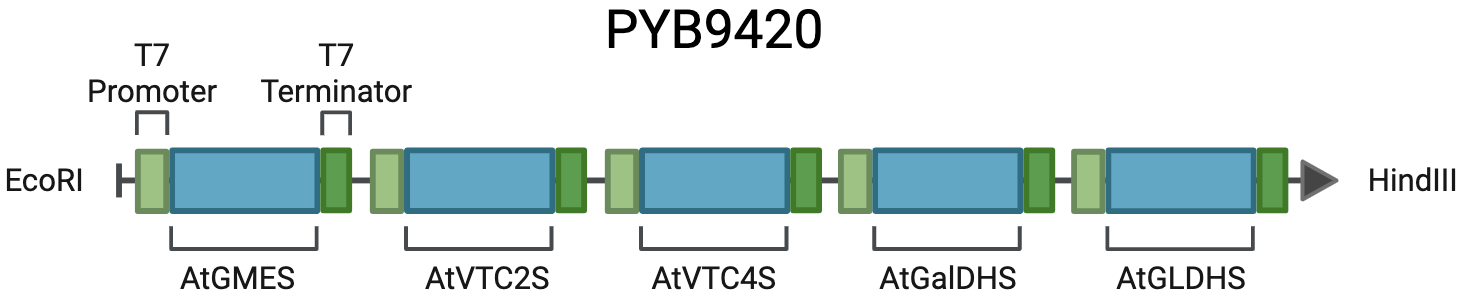 PYB9420
T7
Promoter
T7
Terminator
EcoRI
HindIII
AtGMES
AtVTC2S
AtVTC4S
AtGalDHS
AtGLDHS